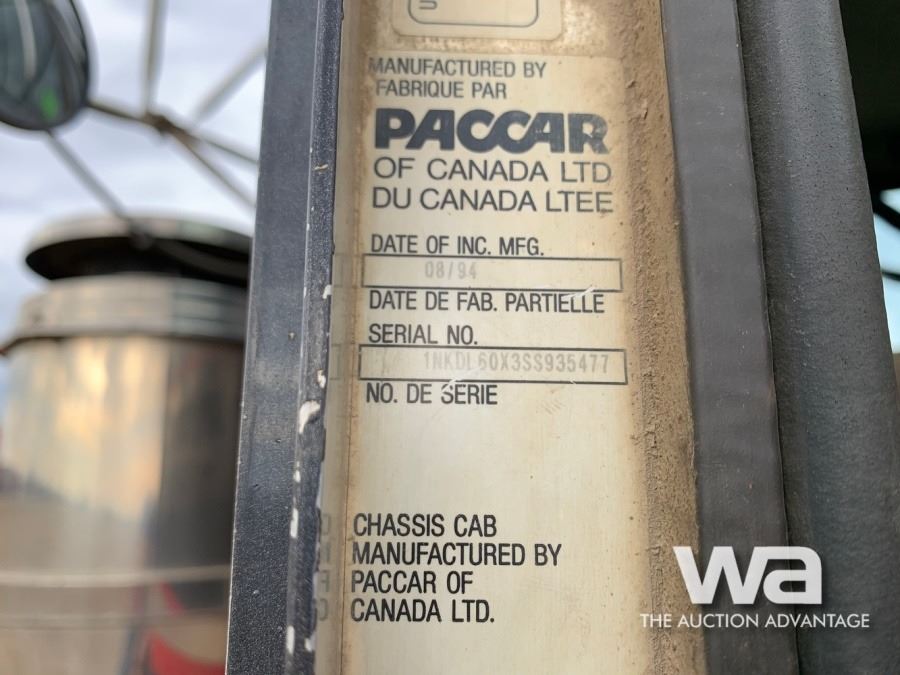 MANUFACTURED BY
FABRIQUE PAR
PACCAR
OF CANADA LTD
DU CANADA LTEE
DATE OF INC. MFG.
08/94
DATE DE FAB. PARTIELLE
SERIAL NO.
1NKDL60X3SS935477
NO. DE SERIE
CHASSIS CAB
MANUFACTURED BY
PACCAR OF
CANADA LTD.
wa
THE AUCTION ADVANTAGE